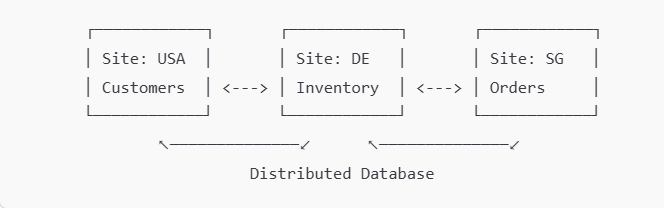 Site: USA Site: DE Site: SG
Customers <---> Inventory <---> Orders
Distributed Database